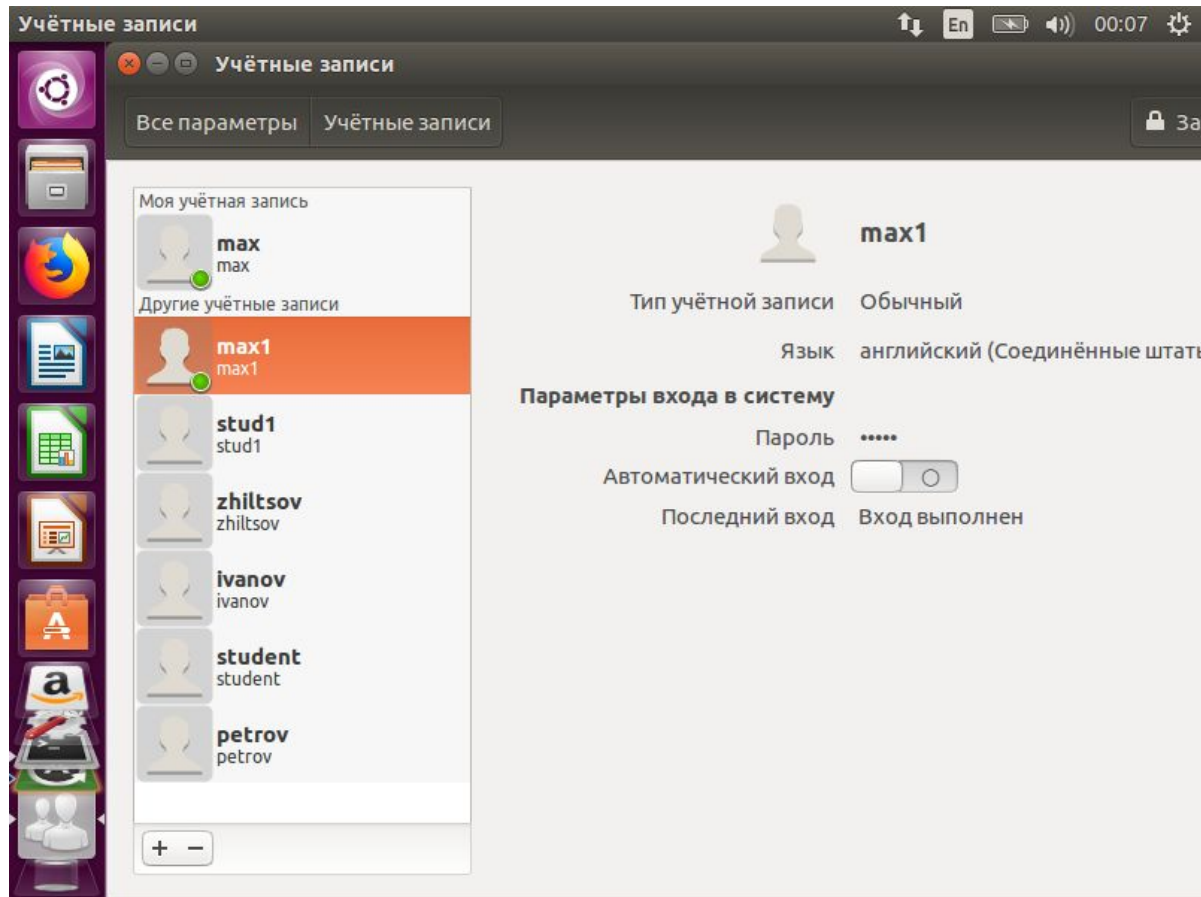 Учётные записи
En
00:07
Учётные записи
Все параметры
Учётные записи
За
Моя учётная запись
max
max
Другие учётные записи
max1
max1
stud1
stud1
zhiltsov
zhiltsov
ivanov
ivanov
student
student
petrov
petrov
+ −
max1
Тип учётной записи Обычный
Язык английский (Соединённые штаты
Параметры входа в систему
Пароль •••••
Автоматический вход
Последний вход Вход выполнен